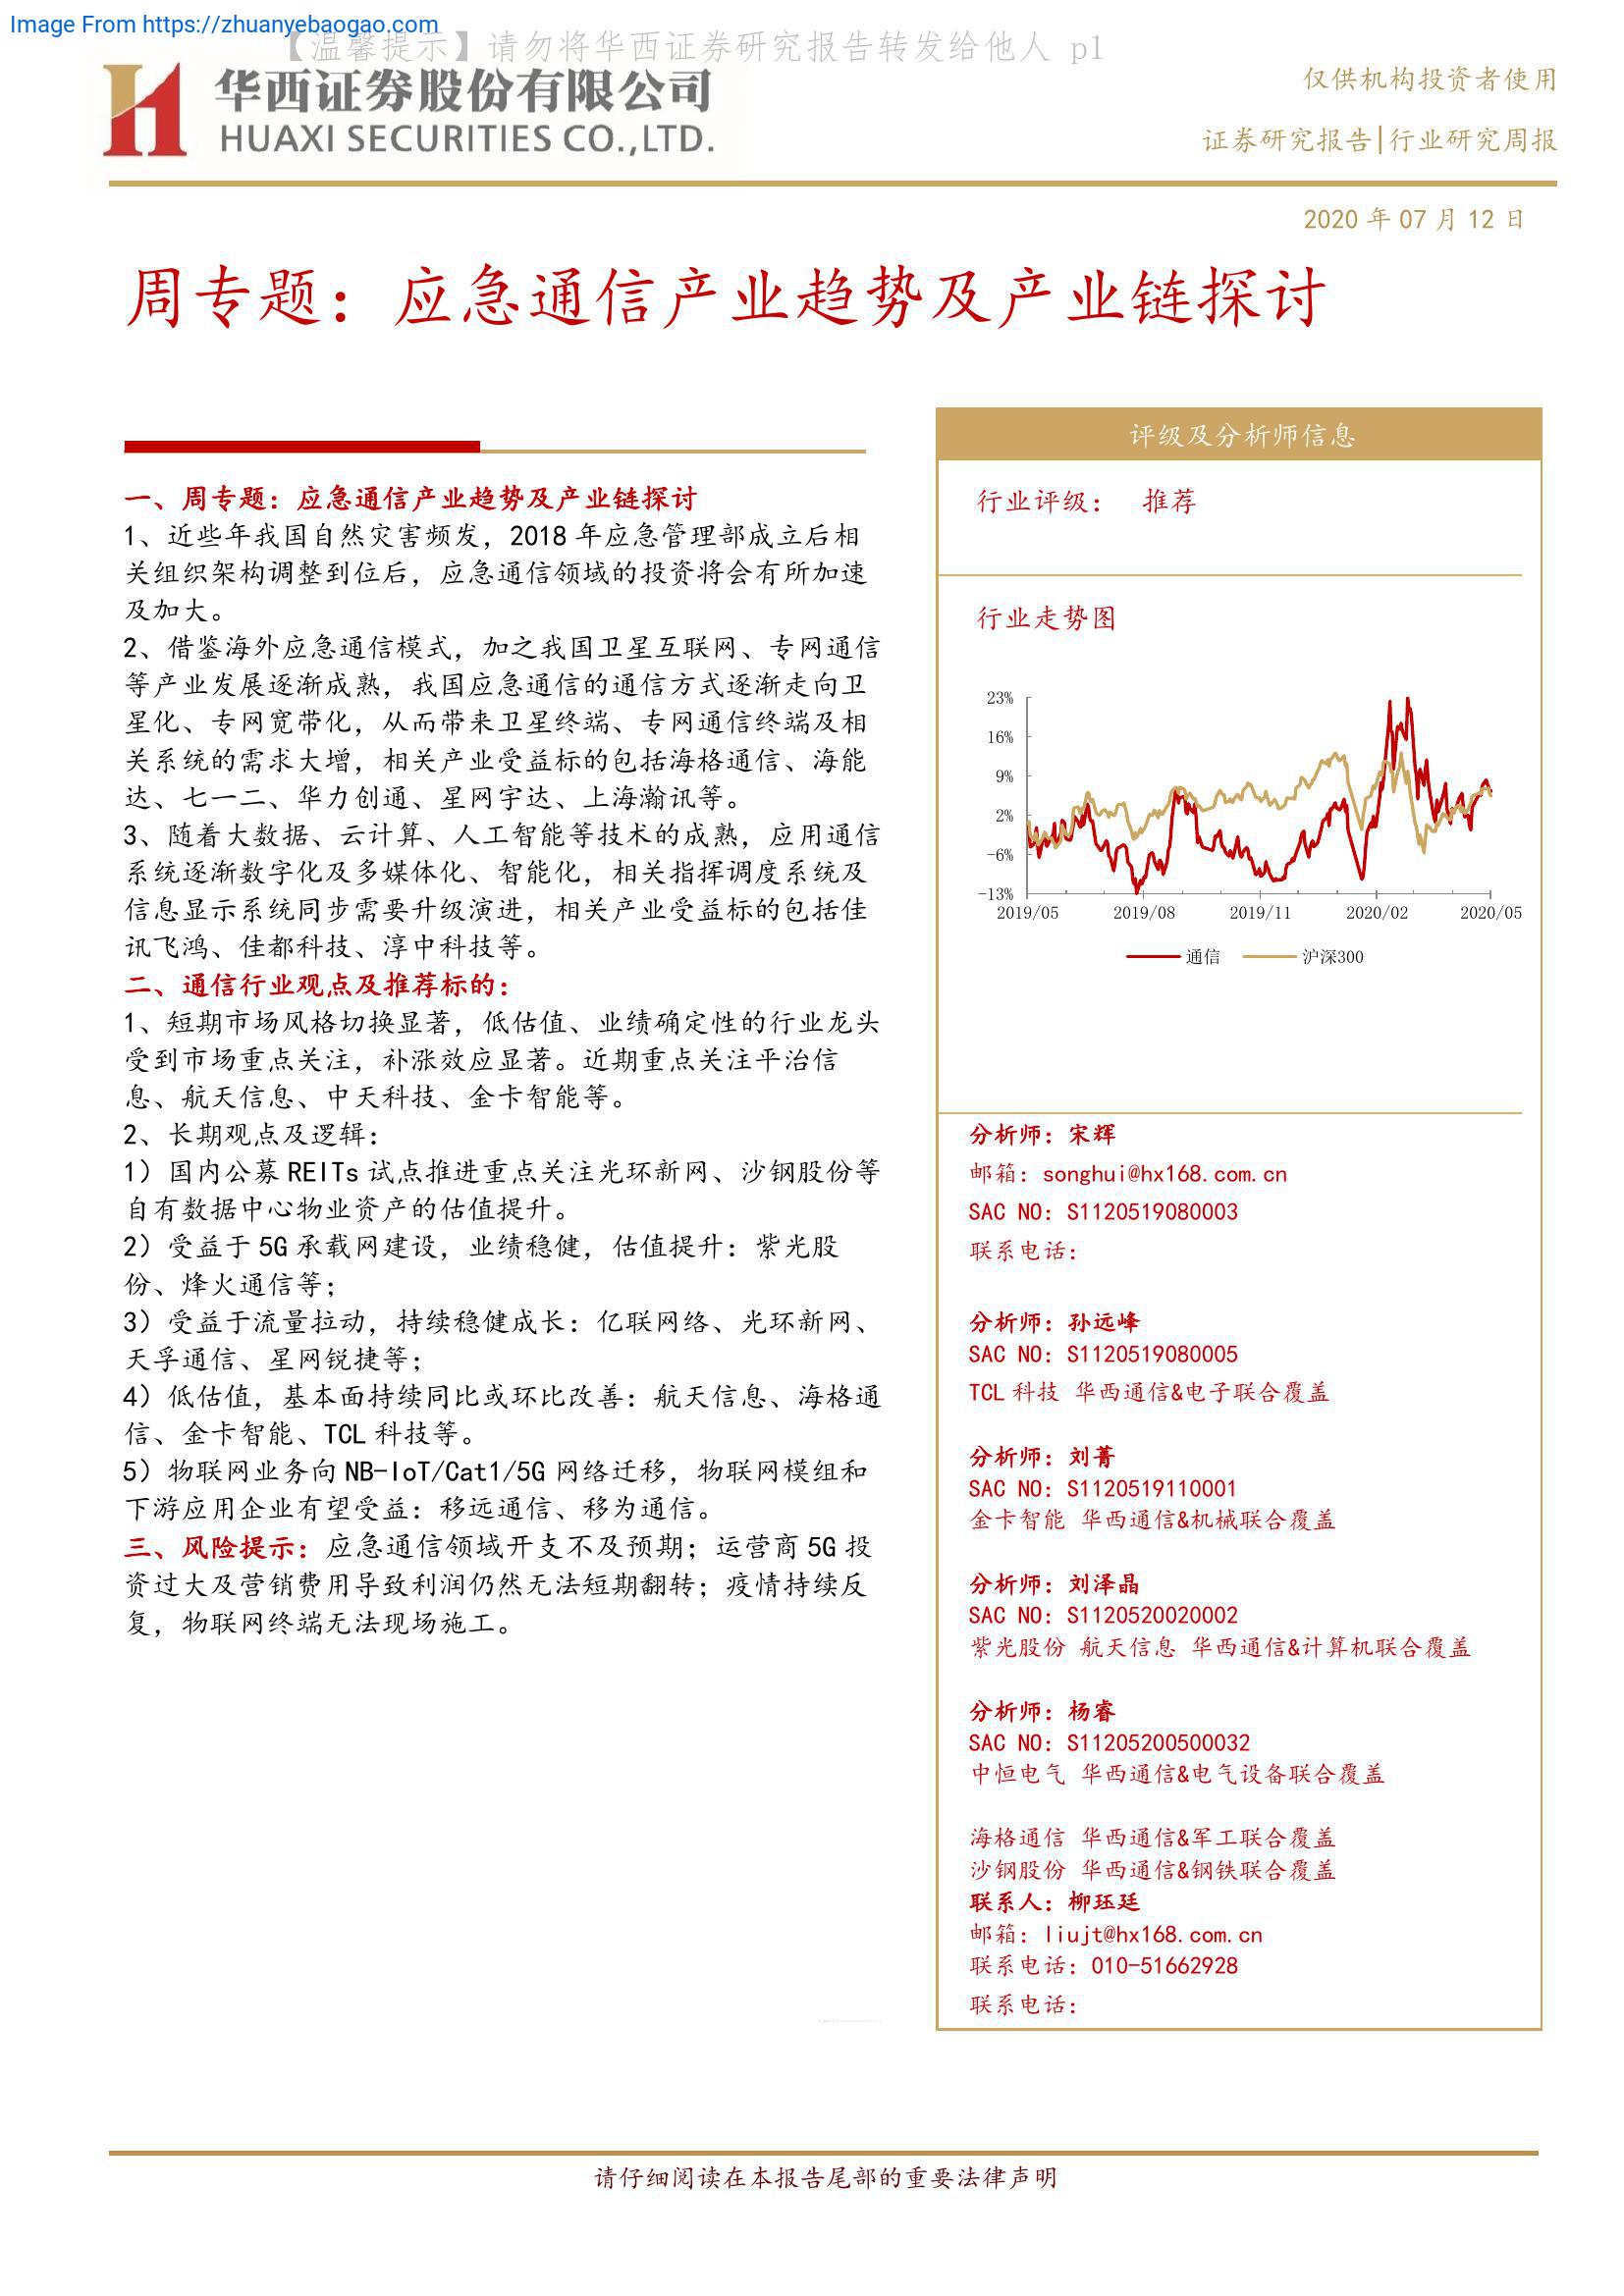 Image From https://zhuanyebaogao.com
【温馨提示】请勿将华西证券研究报告转发给他人 p1
华西证券股份有限公司
HUAXI SECURITIES CO.,LTD.
仅供机构投资者使用
证券研究报告|行业研究周报
2020 年 07 月 12 日
周专题：应急通信产业趋势及产业链探讨
一、周专题：应急通信产业趋势及产业链探讨
1、近些年我国自然灾害频发，2018 年应急管理部成立后相
关组织架构调整到位后，应急通信领域的投资将会有所加速
及加大。
2、借鉴海外应急通信模式，加之我国卫星互联网、专网通信
等产业发展逐渐成熟，我国应急通信的通信方式逐渐走向卫
星化、专网宽带化，从而带来卫星终端、专网通信终端及相
关系统的需求大增，相关产业受益标的包括海格通信、海能
达、七一二、华力创通、星网宇达、上海瀚讯等。
3、随着大数据、云计算、人工智能等技术的成熟，应用通信
系统逐渐数字化及多媒体化、智能化，相关指挥调度系统及
信息显示系统同步需要升级演进，相关产业受益标的包括佳
讯飞鸿、佳都科技、淳中科技等。
二、通信行业观点及推荐标的：
1、短期市场风格切换显著，低估值、业绩确定性的行业龙头
受到市场重点关注，补涨效应显著。近期重点关注平治信
息、航天信息、中天科技、金卡智能等。
2、长期观点及逻辑：
1）国内公募 REITs 试点推进重点关注光环新网、沙钢股份等
自有数据中心物业资产的估值提升。
2）受益于 5G 承载网建设，业绩稳健，估值提升：紫光股
份、烽火通信等；
3）受益于流量拉动，持续稳健成长：亿联网络、光环新网、
天孚通信、星网锐捷等；
4）低估值，基本面持续同比或环比改善：航天信息、海格通
信、金卡智能、TCL 科技等。
5）物联网业务向 NB-IoT/Cat1/5G 网络迁移，物联网模组和
下游应用企业有望受益：移远通信、移为通信。
三、风险提示：应急通信领域开支不及预期；运营商 5G 投
资过大及营销费用导致利润仍然无法短期翻转；疫情持续反
复，物联网终端无法现场施工。
评级及分析师信息
行业评级： 推荐
行业走势图
23%
16%
9%
2%
-6%
-13%
2019/05 2019/08 2019/11 2020/02 2020/05
通信 沪深300
分析师：宋辉
邮箱：songhui@hx168.com.cn
SAC NO：S1120519080003
联系电话：
分析师：孙远峰
SAC NO：S1120519080005
TCL 科技 华西通信&电子联合覆盖
分析师：刘菁
SAC NO：S1120519110001
金卡智能 华西通信&机械联合覆盖
分析师：刘泽晶
SAC NO：S1120520020002
紫光股份 航天信息 华西通信&计算机联合覆盖
分析师：杨睿
SAC NO：S11205200500032
中恒电气 华西通信&电气设备联合覆盖
海格通信 华西通信&军工联合覆盖
沙钢股份 华西通信&钢铁联合覆盖
联系人：柳珏廷
邮箱：liujt@hx168.com.cn
联系电话：010-51662928
联系电话：
请仔细阅读在本报告尾部的重要法律声明